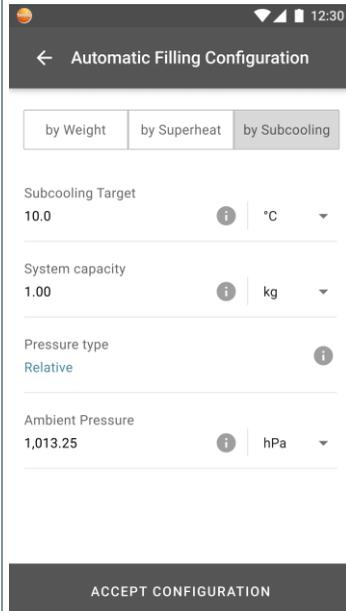 12:30
Automatic Filling Configuration
by Weight by Superheat by Subcooling
Subcooling Target
10.0 °C
System capacity
1.00 kg
Pressure type
Relative
Ambient Pressure
1,013.25 hPa
ACCEPT CONFIGURATION